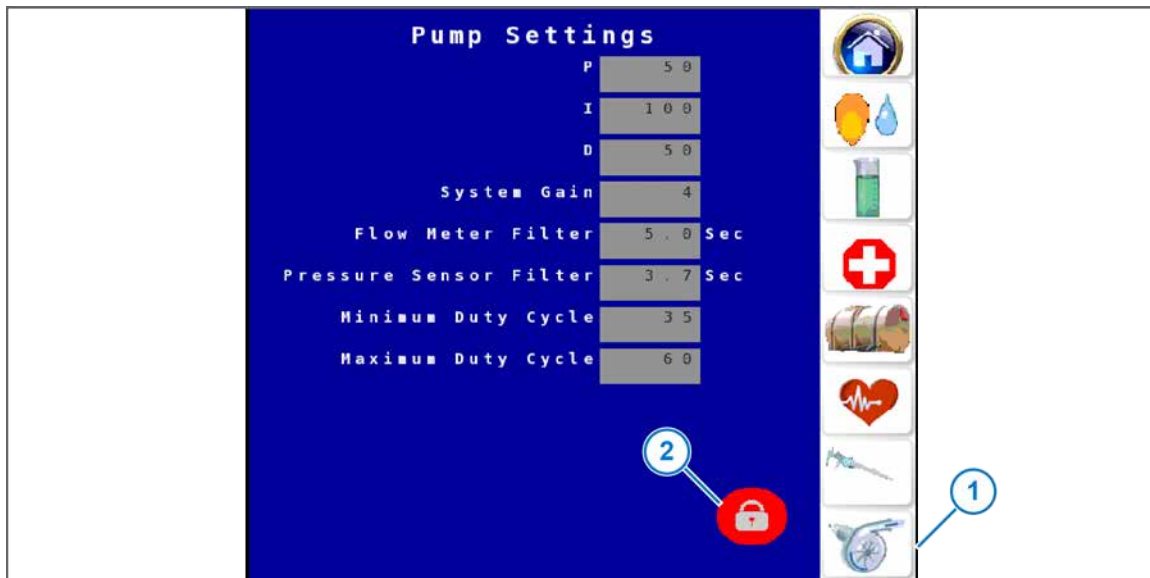 Pump Settings
P 50
I 100
D 50
System Gain 4
Flow Meter Filter 5.0 Sec
Pressure Sensor Filter 3.7 Sec
Minimum Duty Cycle 35
Maximum Duty Cycle 60
2
1